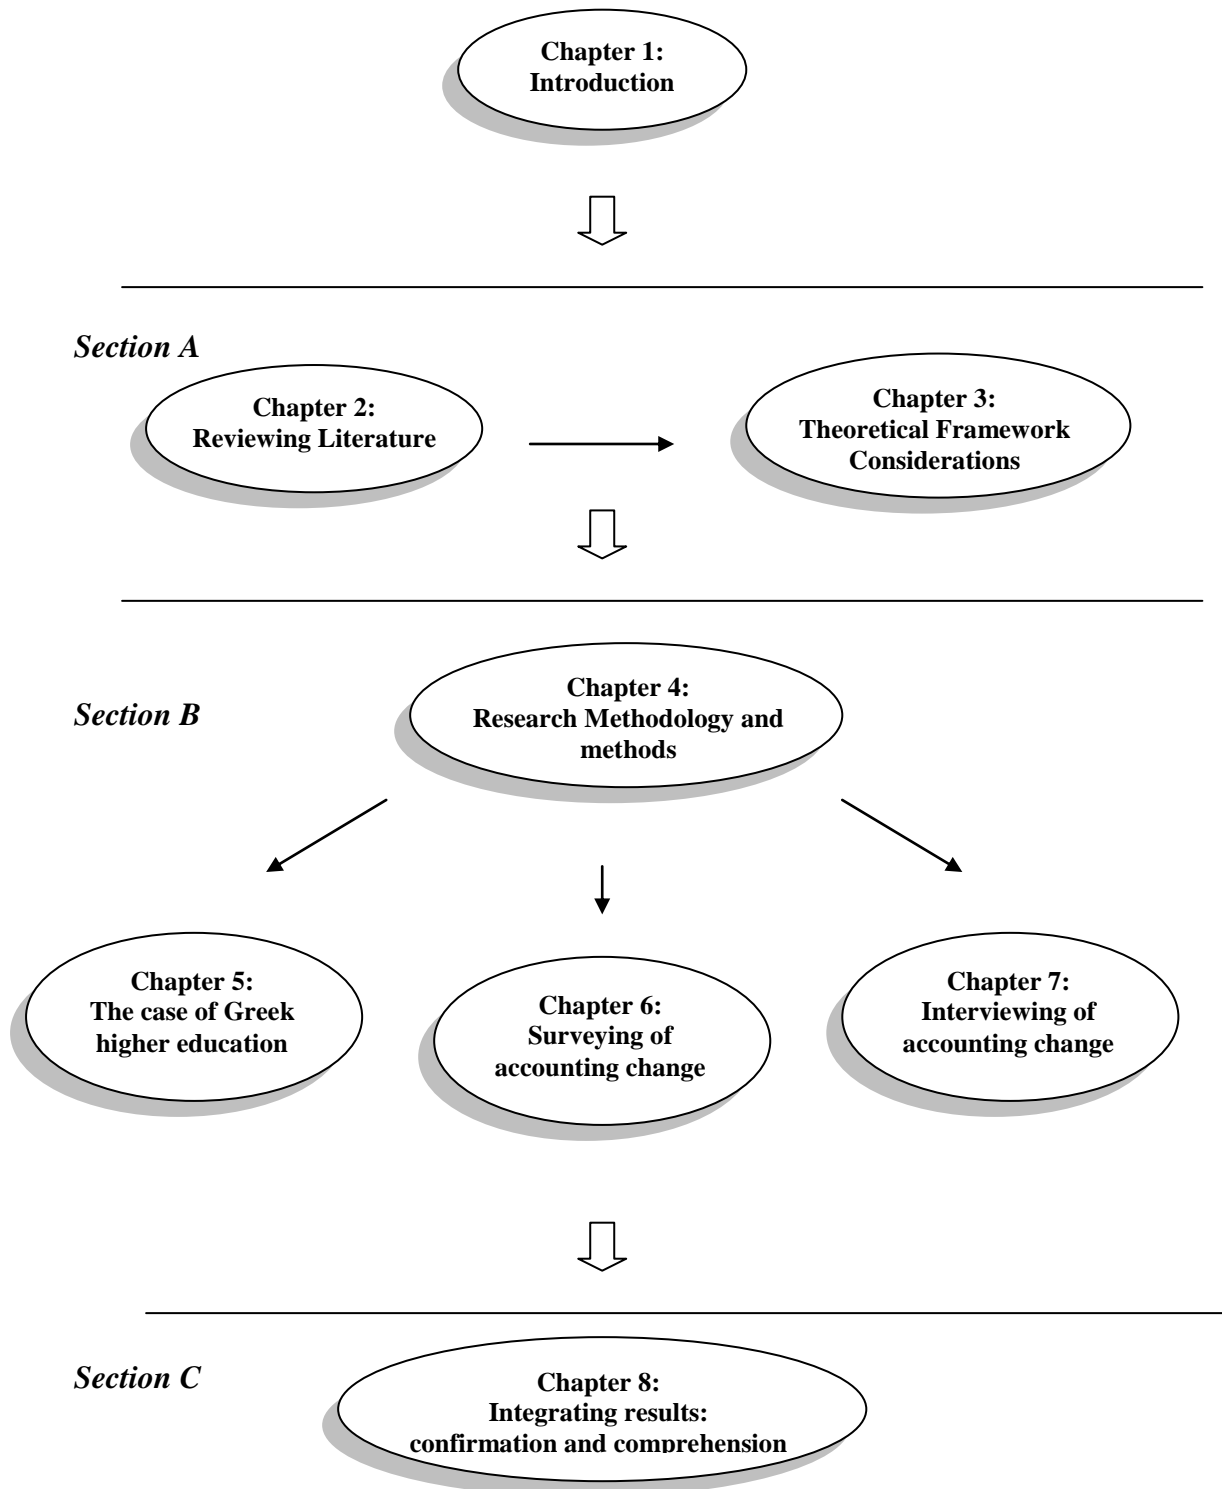 Chapter 1:
Introduction
Section A
Chapter 2:
Reviewing Literature
Chapter 3:
Theoretical Framework
Considerations
Section B
Chapter 4:
Research Methodology and
methods
Chapter 5:
The case of Greek
higher education
Chapter 6:
Surveying of
accounting change
Chapter 7:
Interviewing of
accounting change
Section C
Chapter 8:
Integrating results:
confirmation and comprehension